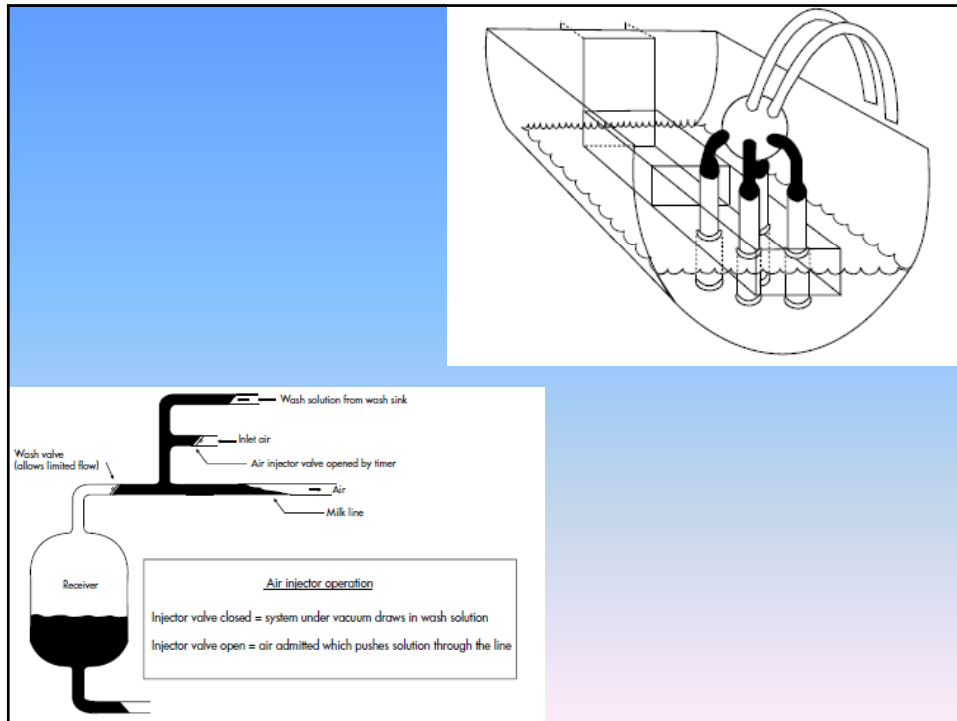 Wash solution from wash sink
Inlet air
Wash valve
(allows limited flow)
Air injector valve opened by timer
Air
Milk line
Receiver
Air injector operation
Injector valve closed = system under vacuum draws in wash solution
Injector valve open = air admitted which pushes solution through the line